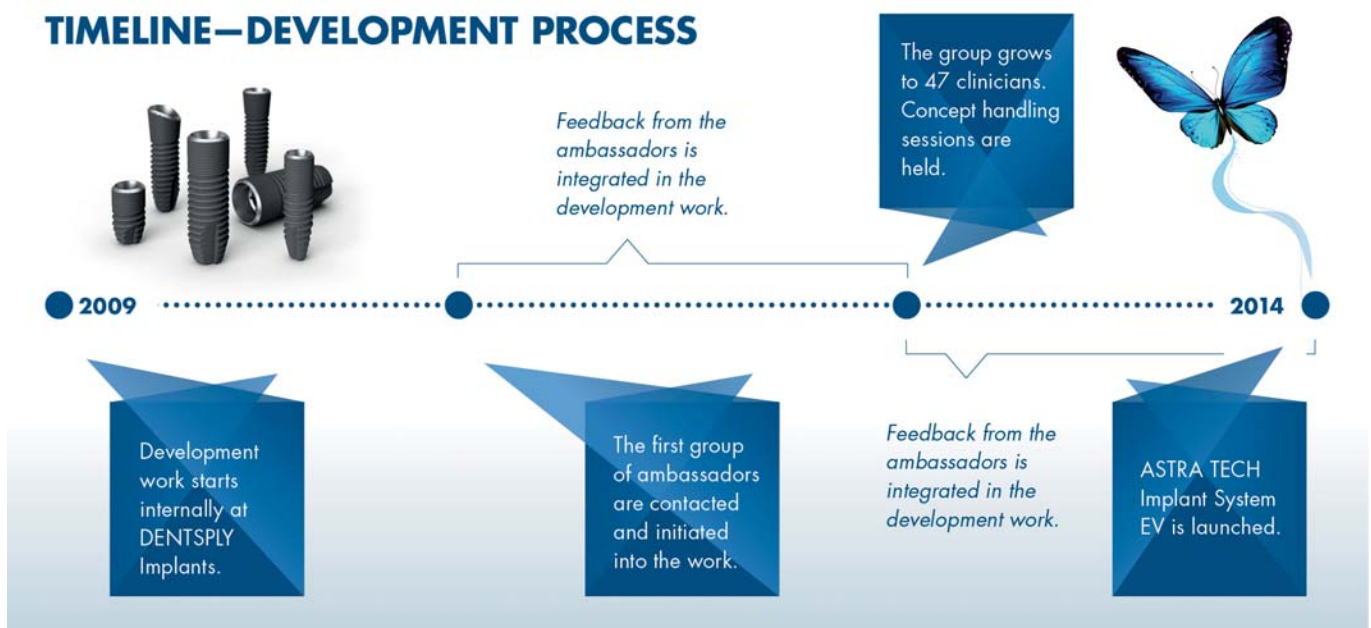 TIMELINE—DEVELOPMENT PROCESS
Feedback from the
ambassadors is
integrated in the
development work.
The group grows
to 47 clinicians.
Concept handling
sessions are
held.
2009
2014
Development
work starts
internally at
DENTSPLY
Implants.
The first group
of ambassadors
are contacted
and initiated
into the work.
Feedback from the
ambassadors is
integrated in the
development work.
ASTRA TECH
Implant System
EV is launched.